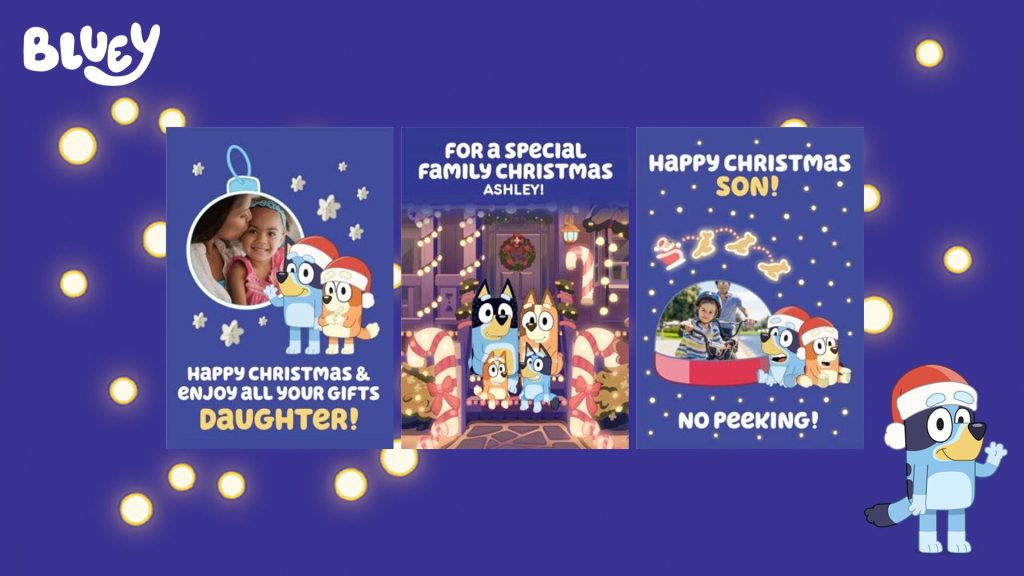 BLUEY
HAPPY CHRISTMAS &
ENJOY ALL YOUR GIFTS
DAUGHTER!
FOR A SPECIAL
FAMILY CHRISTMAS
ASHLEY!
HAPPY CHRISTMAS
SON!
NO PEEKING!